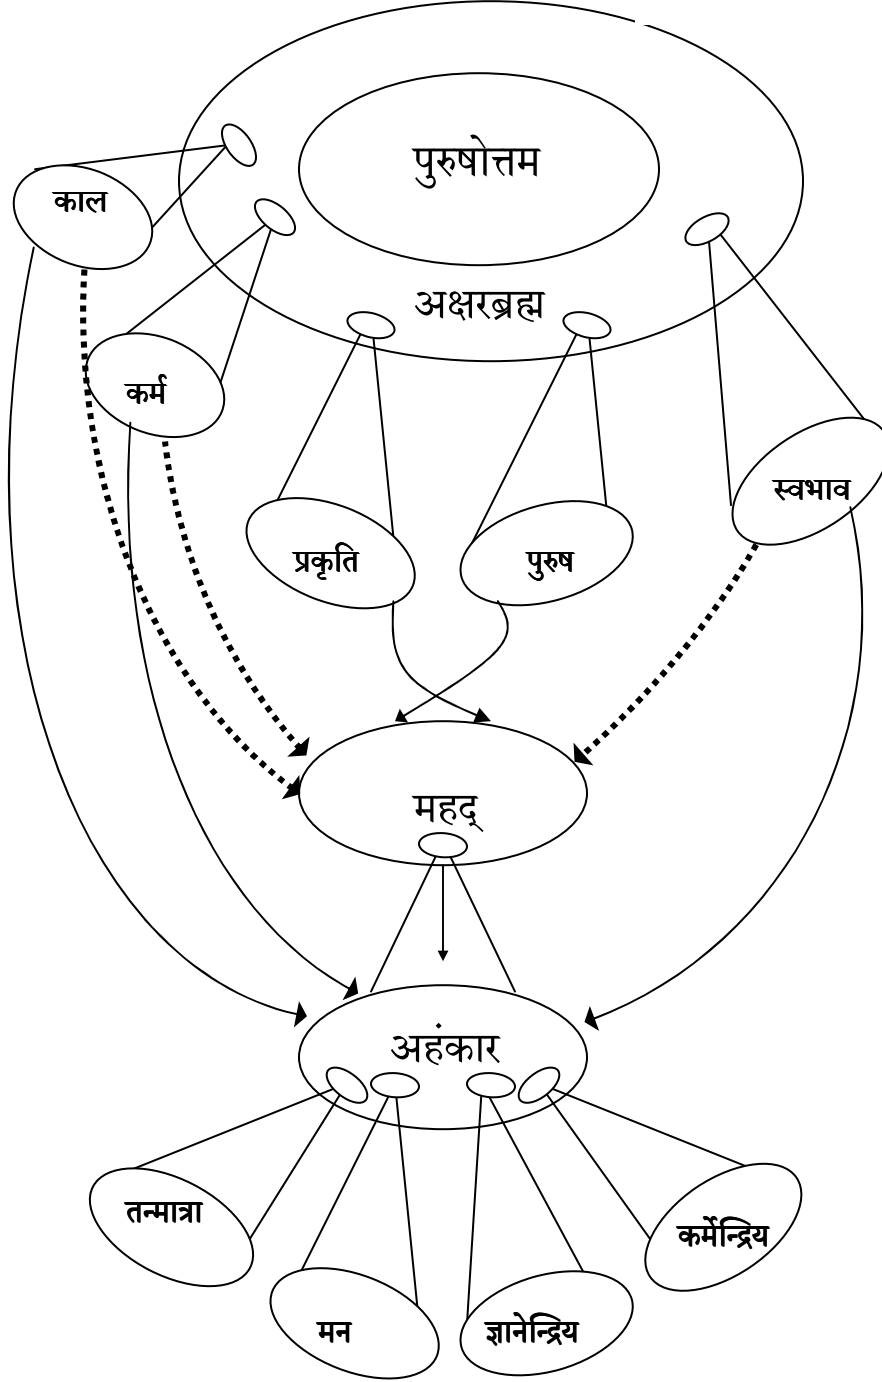 पुरुषोत्तम
काल
अक्षरब्रह्म
कर्म
स्वभाव
प्रकृति
पुरुष
महद्
अहंकार
तन्मात्रा
कर्मेन्द्रिय
मन
ज्ञानेन्द्रिय